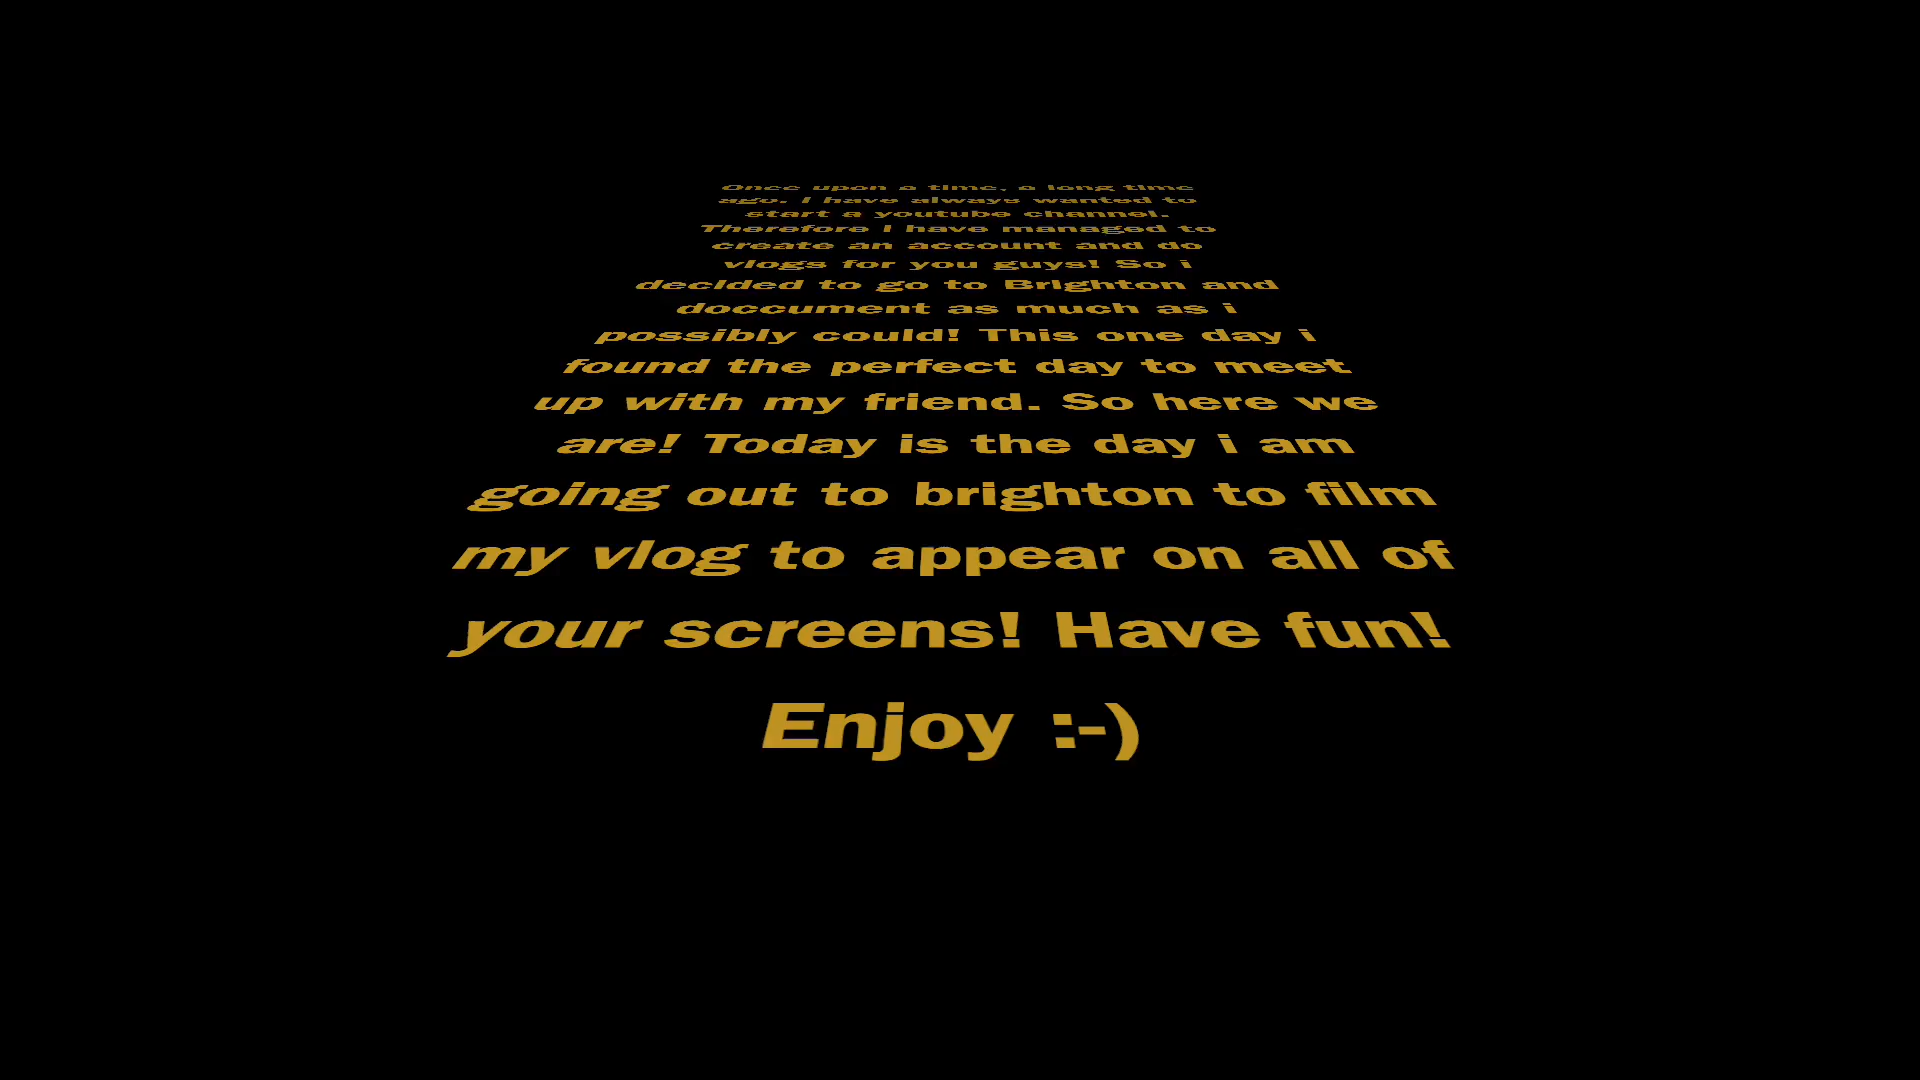 Once upon a time, a long time
ago. I have always wanted to
start a youtube channel.
Therefore I have managed to
create an account and do
vlogs for you guys! So i
decided to go to Brighton and
doccument as much as i
possibly could! This one day i
found the perfect day to meet
up with my friend. So here we
are! Today is the day i am
going out to brighton to film
my vlog to appear on all of
your screens! Have fun!
Enjoy :-)